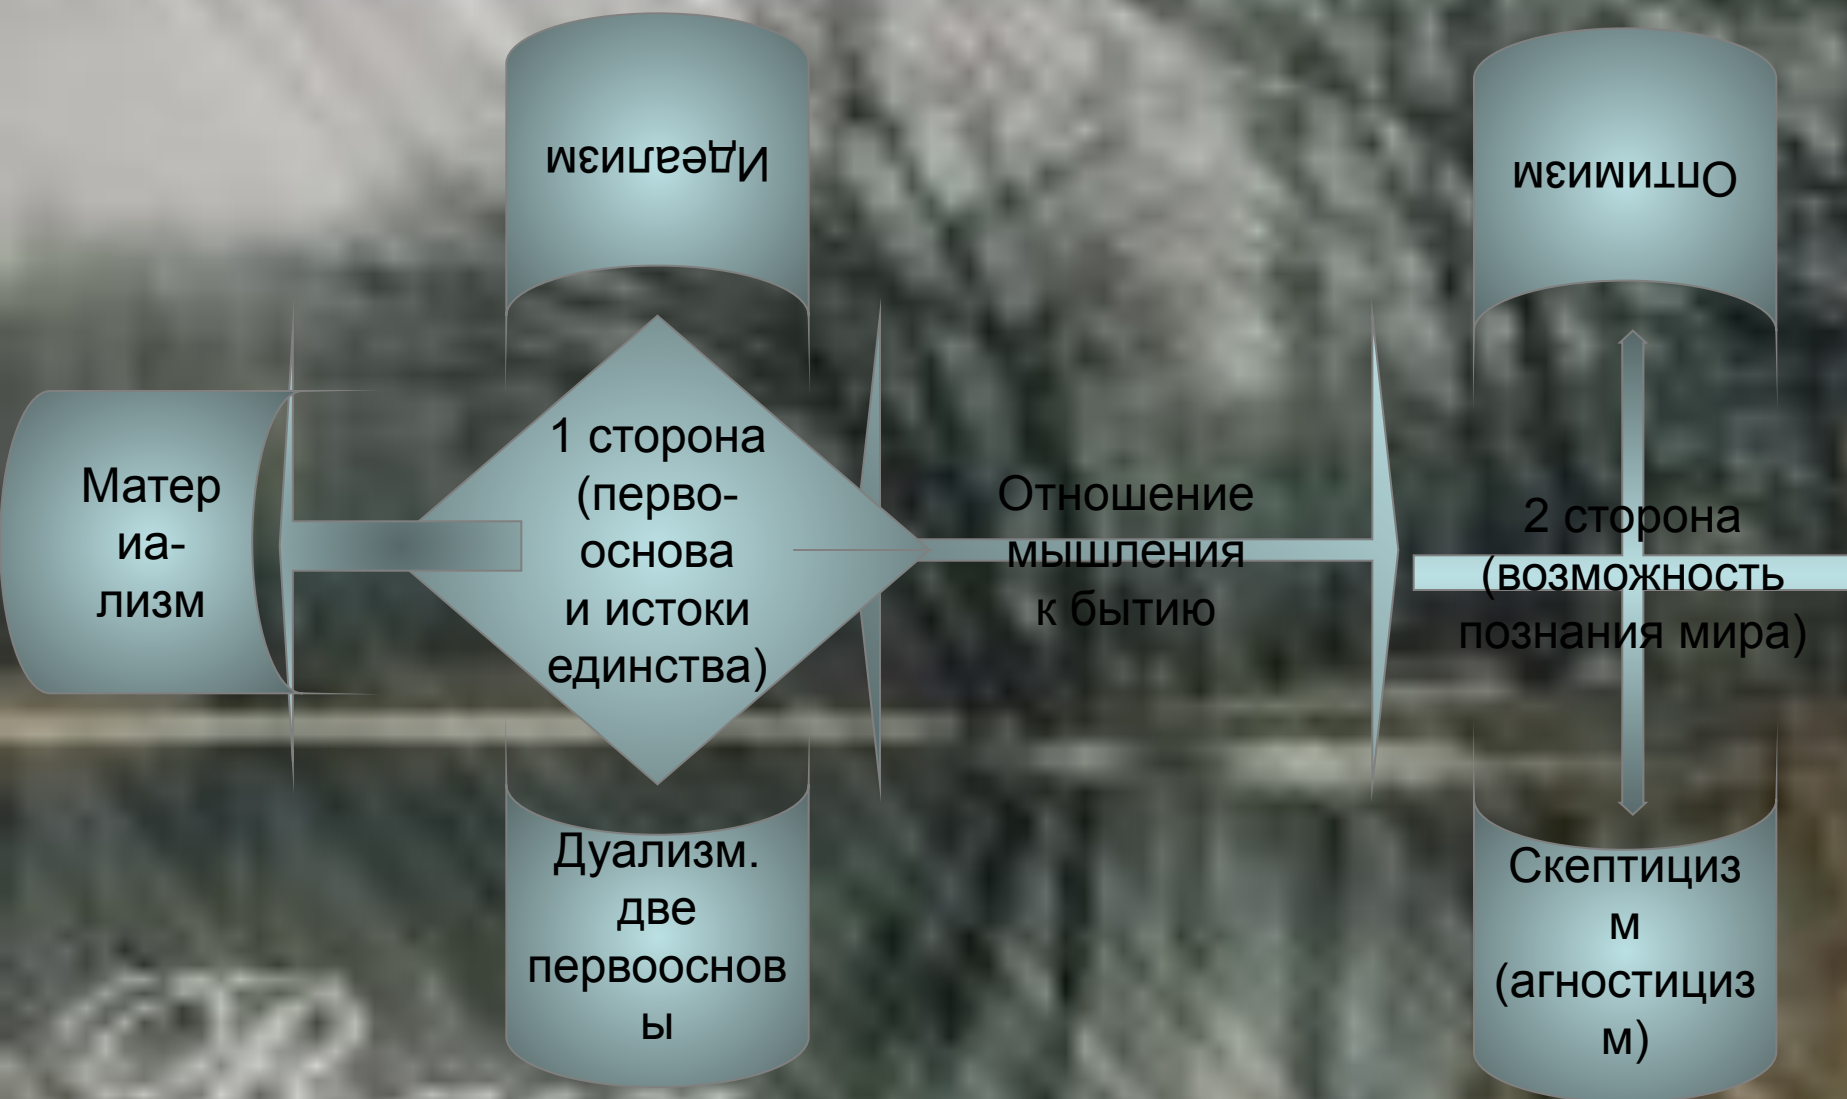 Идеализм
Оптимизм
Матер
иа-
лизм
1 сторона
(перво-
основа
и истоки
единства)
Отношение
мышления
к бытию
2 сторона
(возможность
познания мира)
Дуализм.
две
первооснов
ы
Скептициз
м
(агностициз
м)